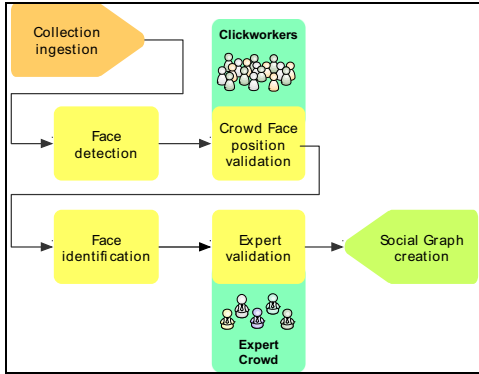 Collection
ingestion
Clickworkers
Face
detection
Crowd Face
position
validation
Face
identification
Expert
validation
Social Graph
creation
Expert
Crowd